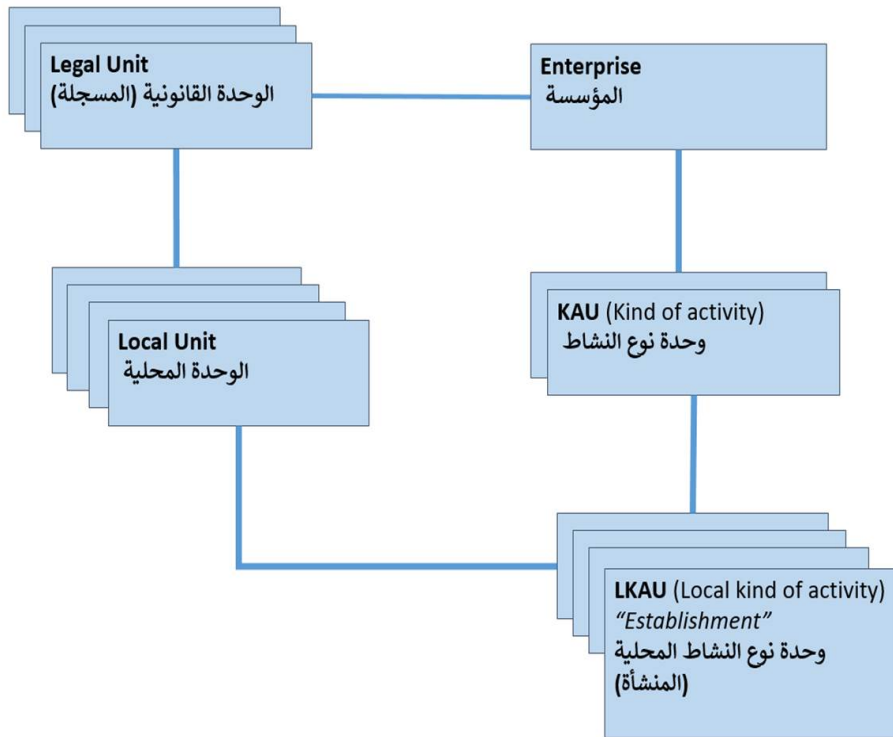 Legal Unit
الوحدة القانونية (المسجلة)
Enterprise
المؤسسة
Local Unit
الوحدة المحلية
KAU (Kind of activity)
وحدة نوع النشاط
LKAU (Local kind of activity)
“Establishment”
وحدة نوع النشاط المحلية
(المنشأة)